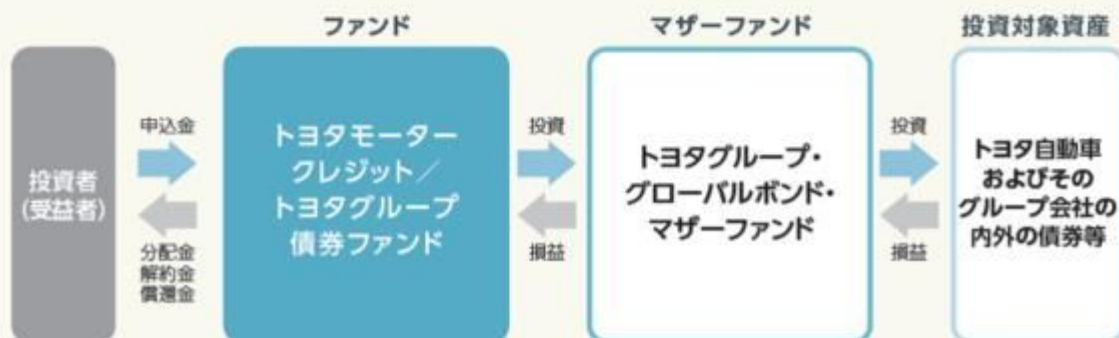 ファンド
マザーファンド
投資対象資産
投資者
(受益者)
申込金
分配金
解約金
償還金
トヨタモーター
クレジット／
トヨタグループ
債券ファンド
投資
損益
トヨタグループ・
グローバルボンド・
マザーファンド
投資
損益
トヨタ自動車
およびその
グループ会社の
内外の債券等